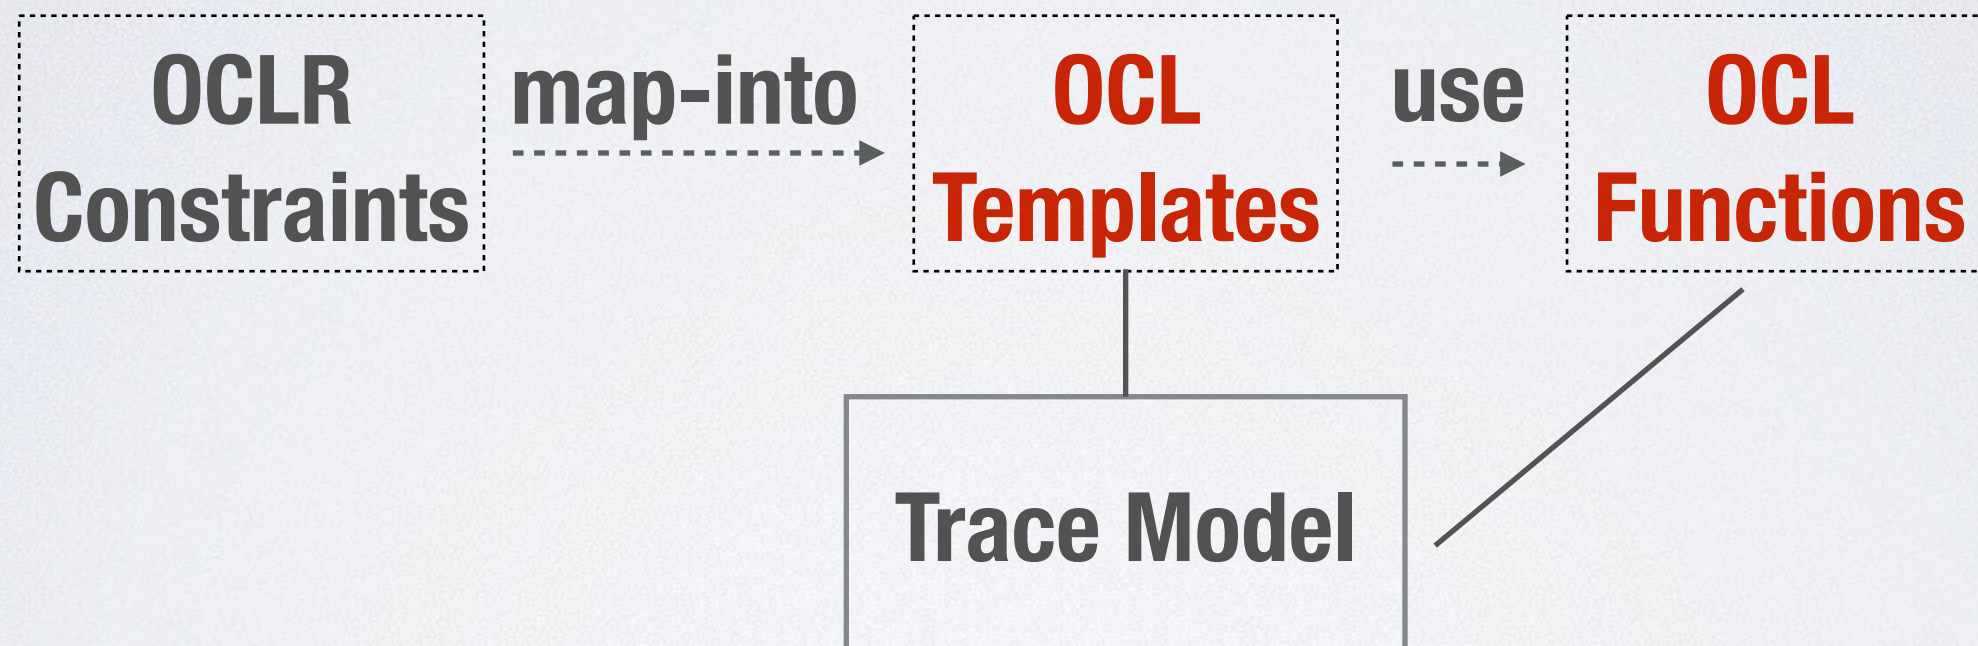 OCLR
Constraints
map-into
OCL
Templates
use
OCL
Functions
Trace Model